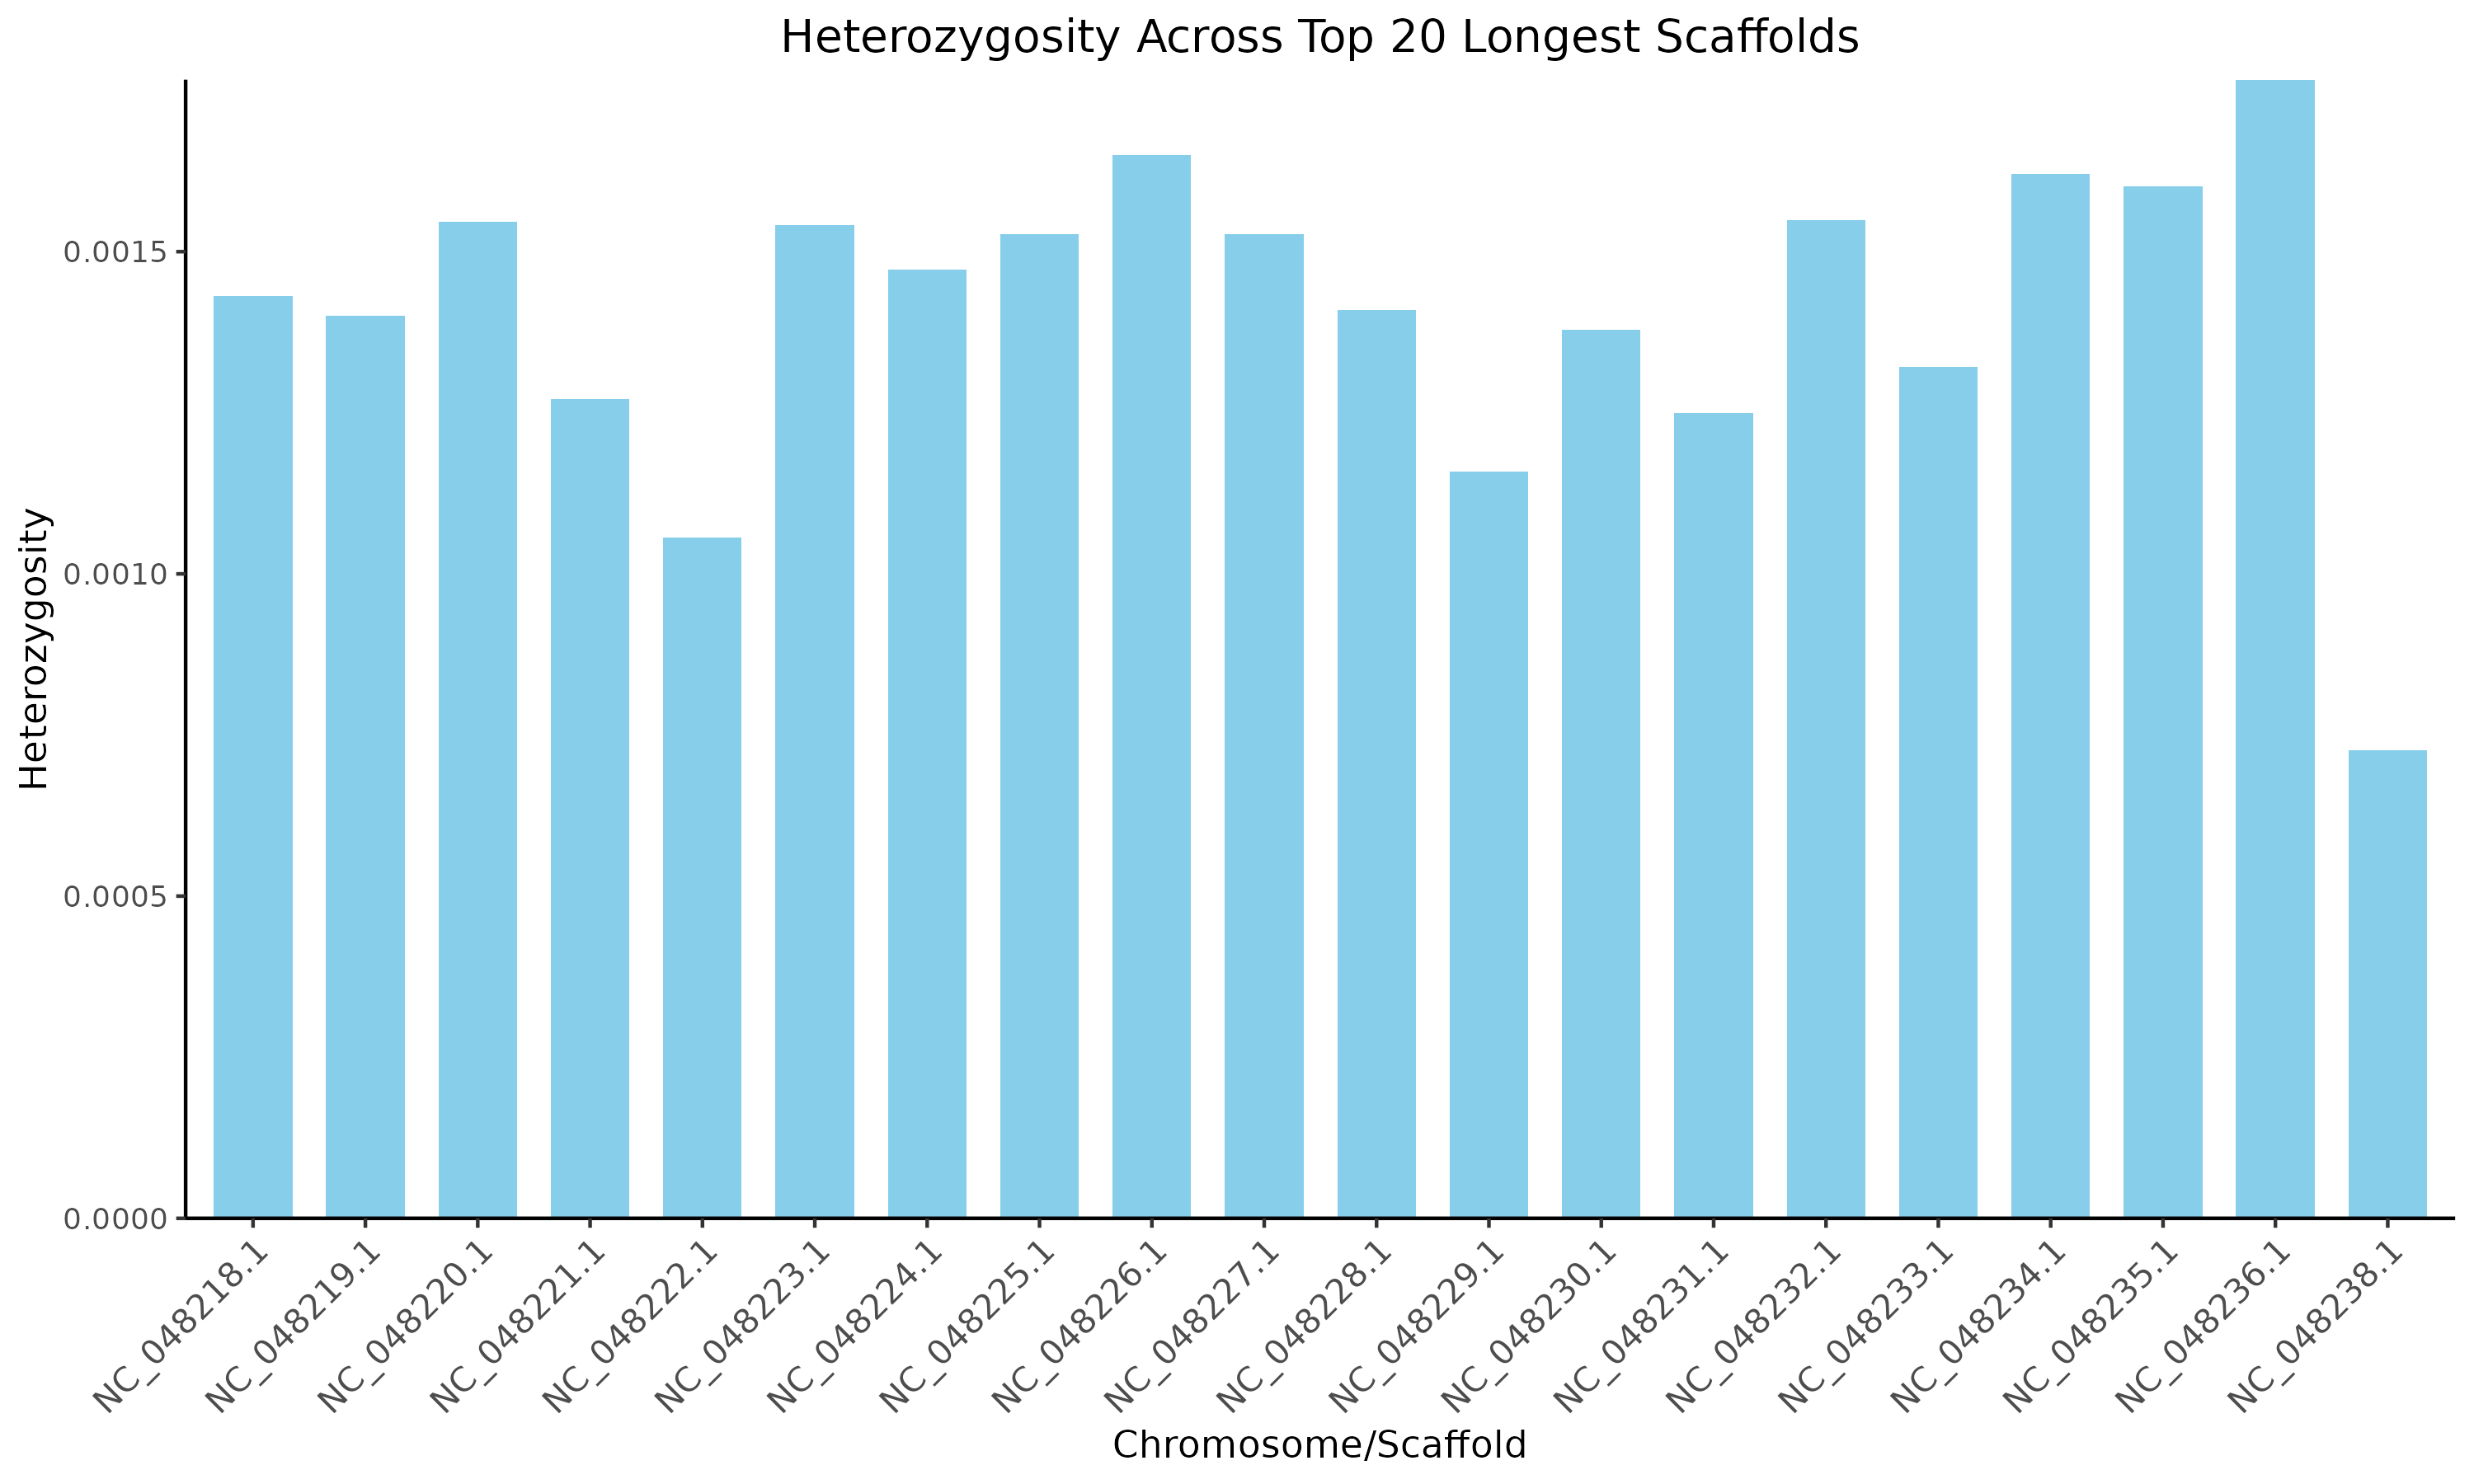 Heterozygosity Across Top 20 Longest Scaffolds
Heterozygosity
0.0015
0.0010
0.0005
0.0000
NC_048218.1
NC_048219.1
NC_048220.1
NC_048221.1
NC_048222.1
NC_048223.1
NC_048224.1
NC_048225.1
NC_048226.1
NC_048227.1
NC_048228.1
NC_048229.1
NC_048230.1
NC_048231.1
NC_048232.1
NC_048233.1
NC_048234.1
NC_048235.1
NC_048236.1
NC_048238.1
Chromosome/Scaffold